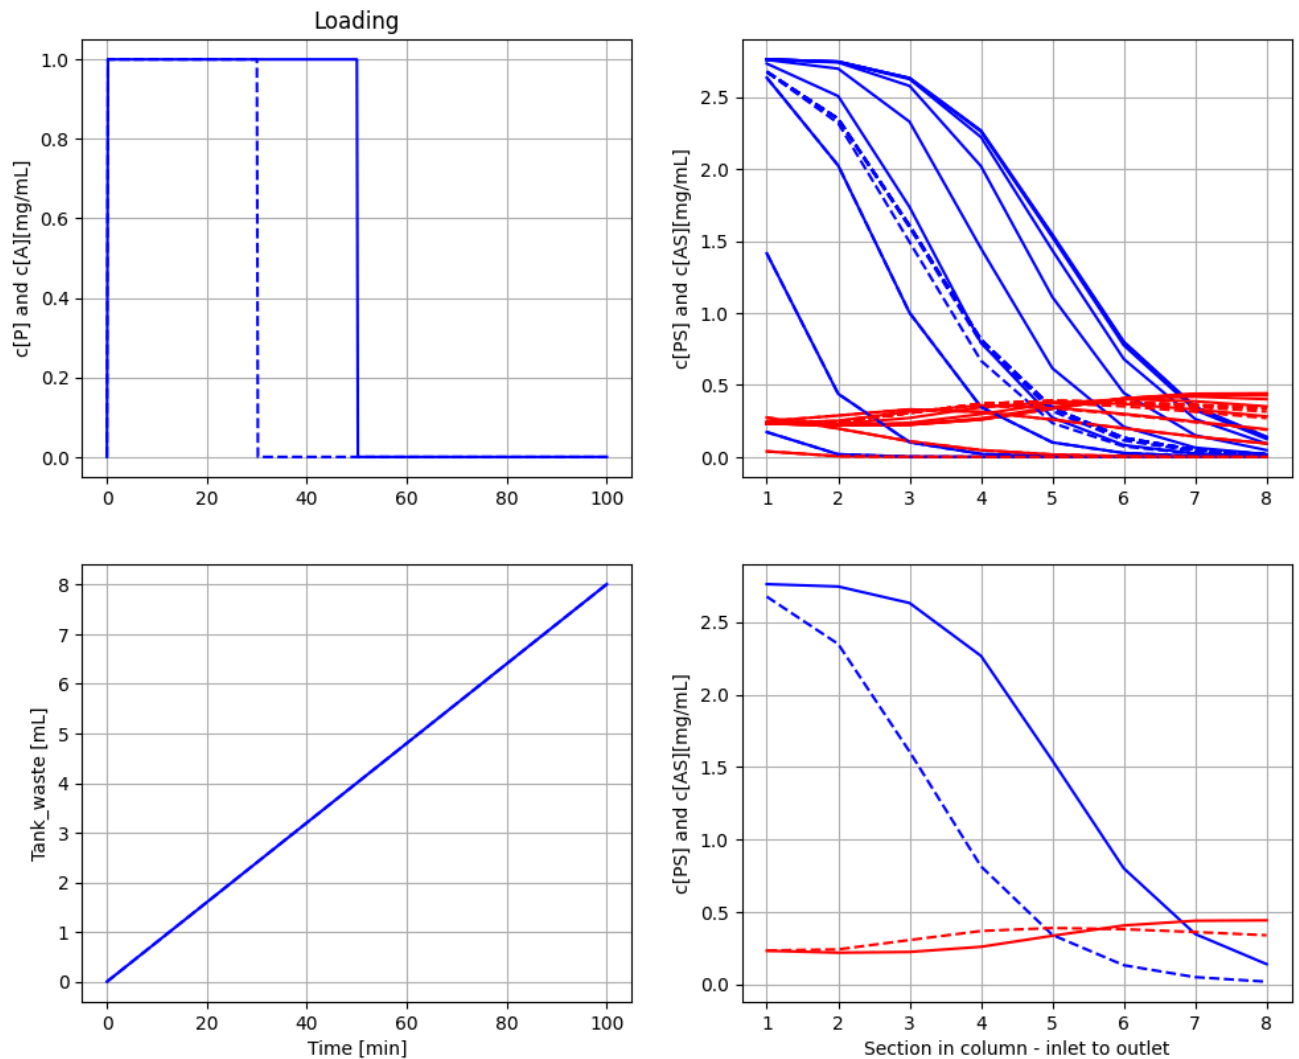 Loading
c[P] and c[A][mg/mL]
1.0
0.8
0.6
0.4
0.2
0.0
0 20 40 60 80 100
c[PS] and c[AS][mg/mL]
2.5
2.0
1.5
1.0
0.5
0.0
1 2 3 4 5 6 7 8
Tank_waste [mL]
8
7
6
5
4
3
2
1
0
0 20 40 60 80 100
Time [min]
c[PS] and c[AS][mg/mL]
2.5
2.0
1.5
1.0
0.5
0.0
1 2 3 4 5 6 7 8
Section in column - inlet to outlet